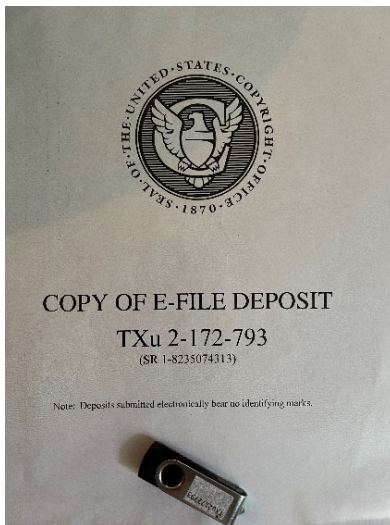 SEAL·OF·THE·UNITED·STATES·COPYRIGHT·OFFICE·
·1870·
COPY OF E-FILE DEPOSIT
TXu 2-172-793
(SR 1-8235074313)
Note: Deposits submitted electronically bear no identifying marks.